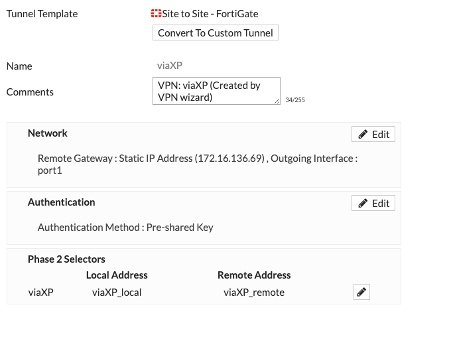 Tunnel Template Site to Site - FortiGate
Convert To Custom Tunnel
Name viaXP
Comments VPN: viaXP (Created by
VPN wizard)
34/255
Network Edit
Remote Gateway : Static IP Address (172.16.136.69) , Outgoing Interface :
port1
Authentication Edit
Authentication Method : Pre-shared Key
Phase 2 Selectors
Local Address Remote Address
viaXP viaXP_local viaXP_remote